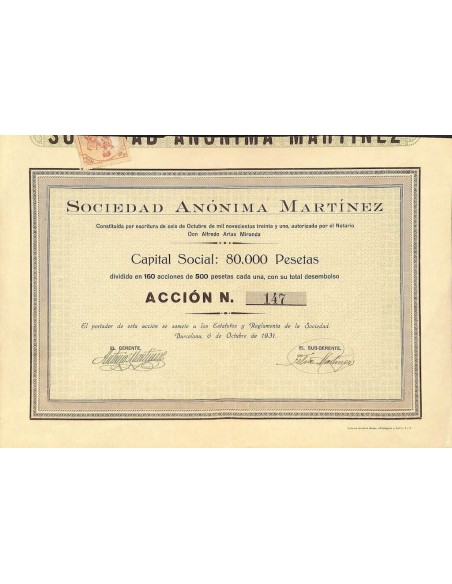 SOCIEDAD ANÓNIMA MARTÍNEZ
SOCIEDAD ANÓNIMA MARTÍNEZ
Constituída por escritura de seis de Octubre de mil novecientos treinta y uno, autorizada por el Notario
Don Alfredo Arias Miranda
Capital Social: 80.000 Pesetas
dividido en 160 acciones de 500 pesetas cada una, con su total desembolso
ACCIÓN N. 147
El portador de esta acción se somete a los Estatutos y Reglamento de la Sociedad
Barcelona, 6 de Octubre de 1931.
EL GERENTE, EL SUB-GERENTE,
Martínez Martínez